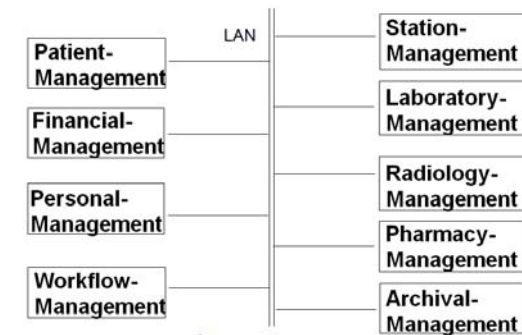 LAN
Patient-
Management
Financial-
Management
Personal-
Management
Workflow-
Management
Station-
Management
Laboratory-
Management
Radiology-
Management
Pharmacy-
Management
Archival-
Management